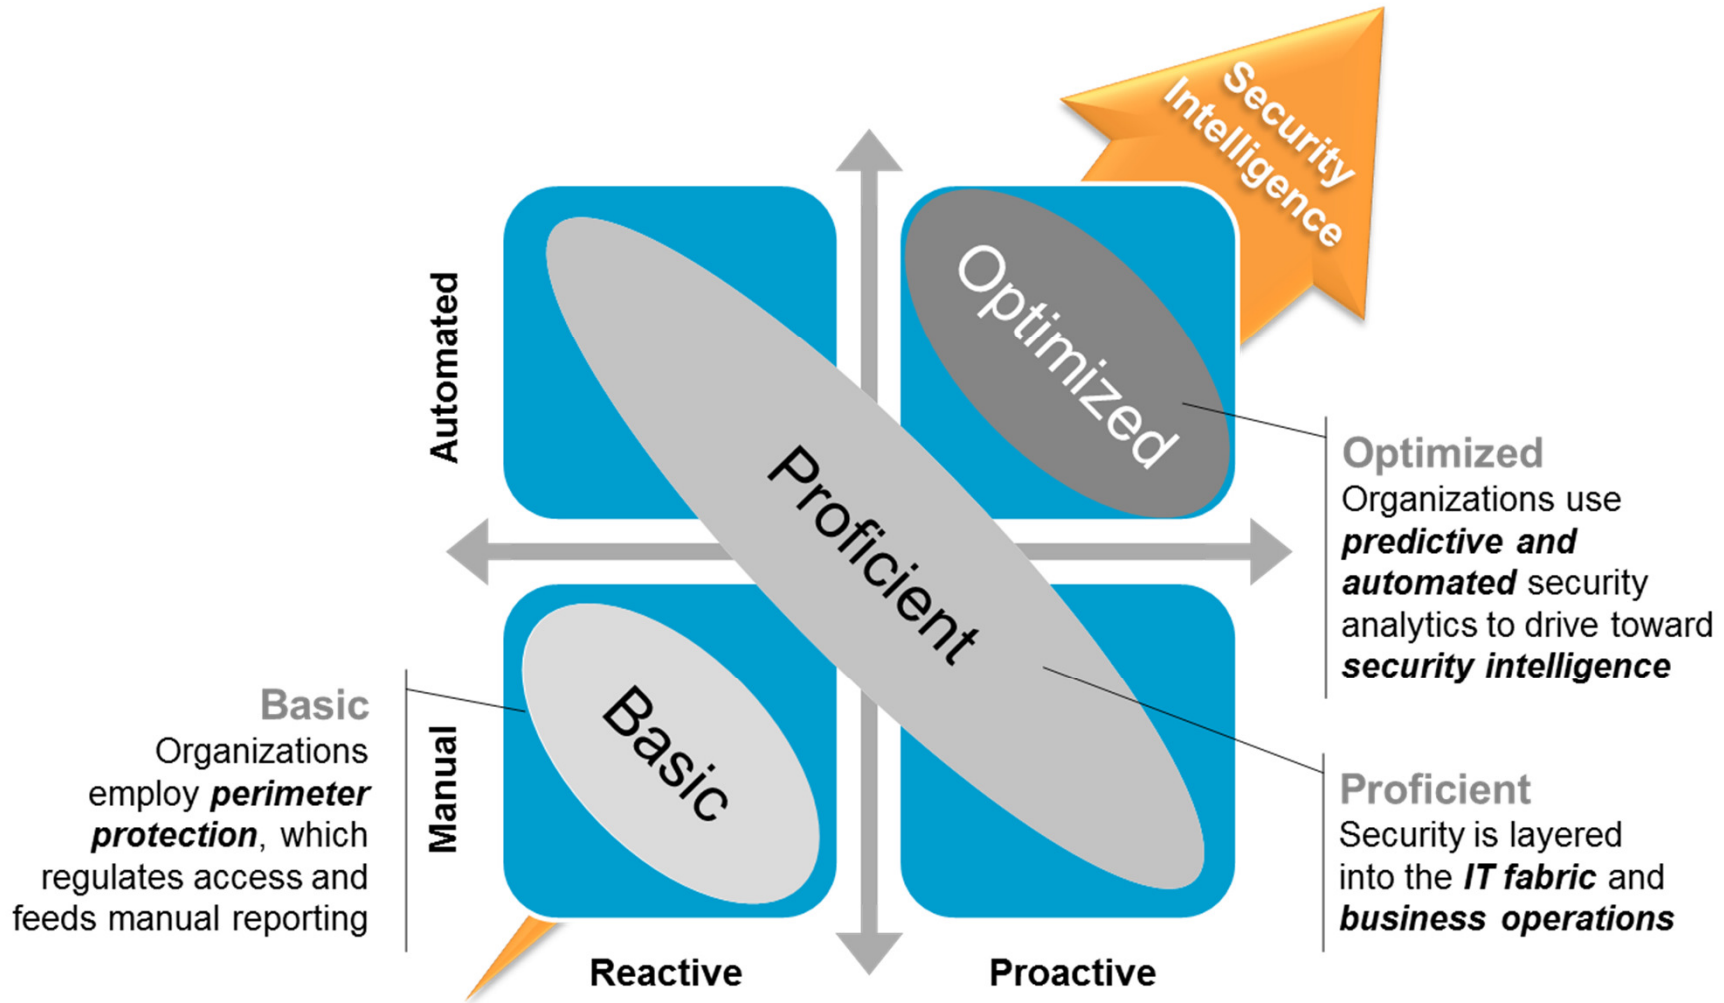 Security
Intelligence
Automated
Optimized
Proficient
Basic
Manual
Reactive
Proactive
Optimized
Organizations use
predictive and
automated security
analytics to drive toward
security intelligence
Basic
Organizations
employ perimeter
protection, which
regulates access and
feeds manual reporting
Proficient
Security is layered
into the IT fabric and
business operations